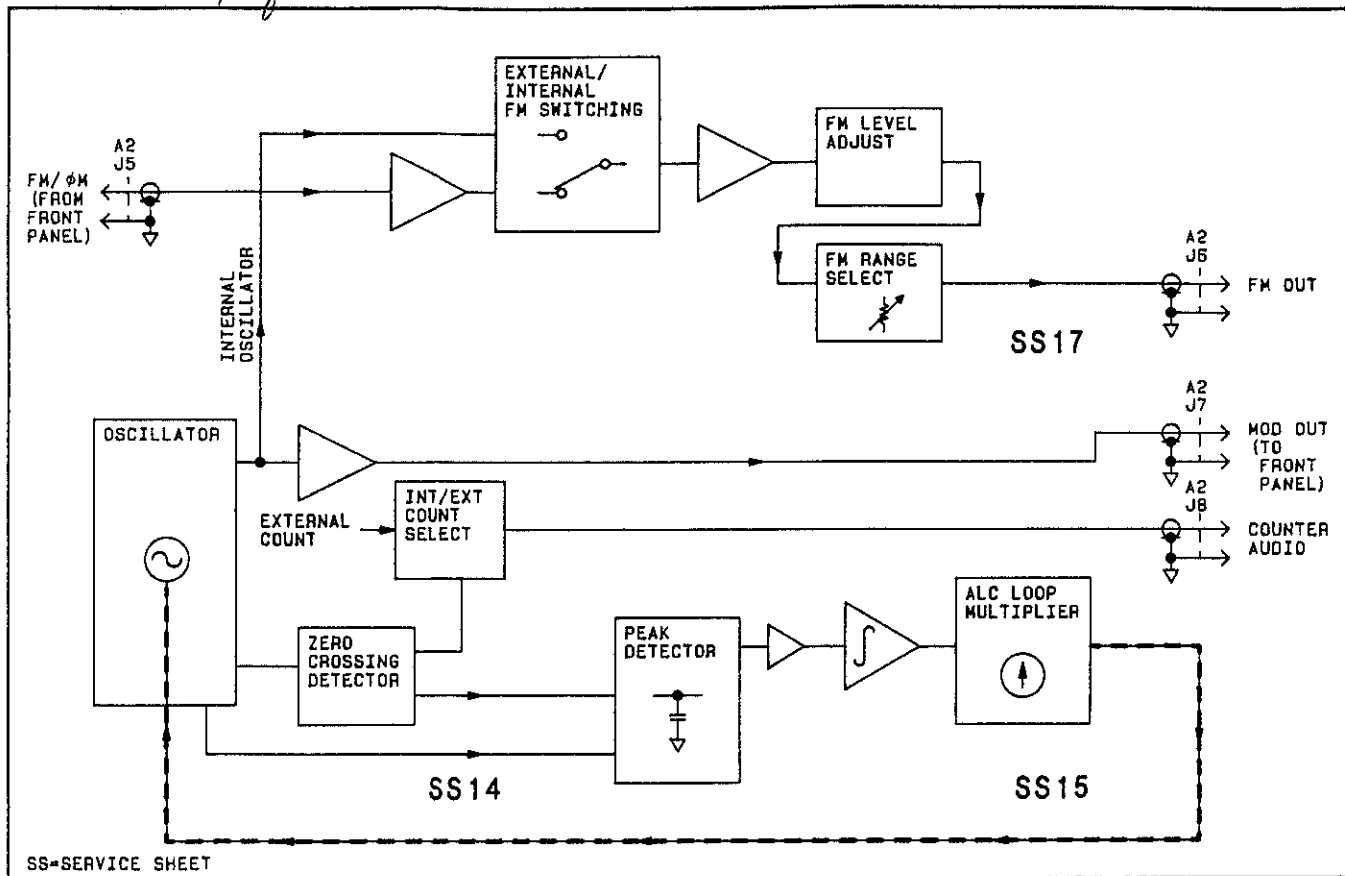 EXTERNAL/
INTERNAL
FM SWITCHING
FM LEVEL
ADJUST
A2
J5
FM/ØM
(FROM
FRONT
PANEL)
FM RANGE
SELECT
A2
J6
FM OUT
INTERNAL
OSCILLATOR
SS17
A2
J7
MOD OUT
(TO
FRONT
PANEL)
OSCILLATOR
INT/EXT
COUNT
SELECT
EXTERNAL
COUNT
A2
J8
COUNTER
AUDIO
ZERO
CROSSING
DETECTOR
PEAK
DETECTOR
ALC LOOP
MULTIPLIER
SS14
SS15
SS=SERVICE SHEET